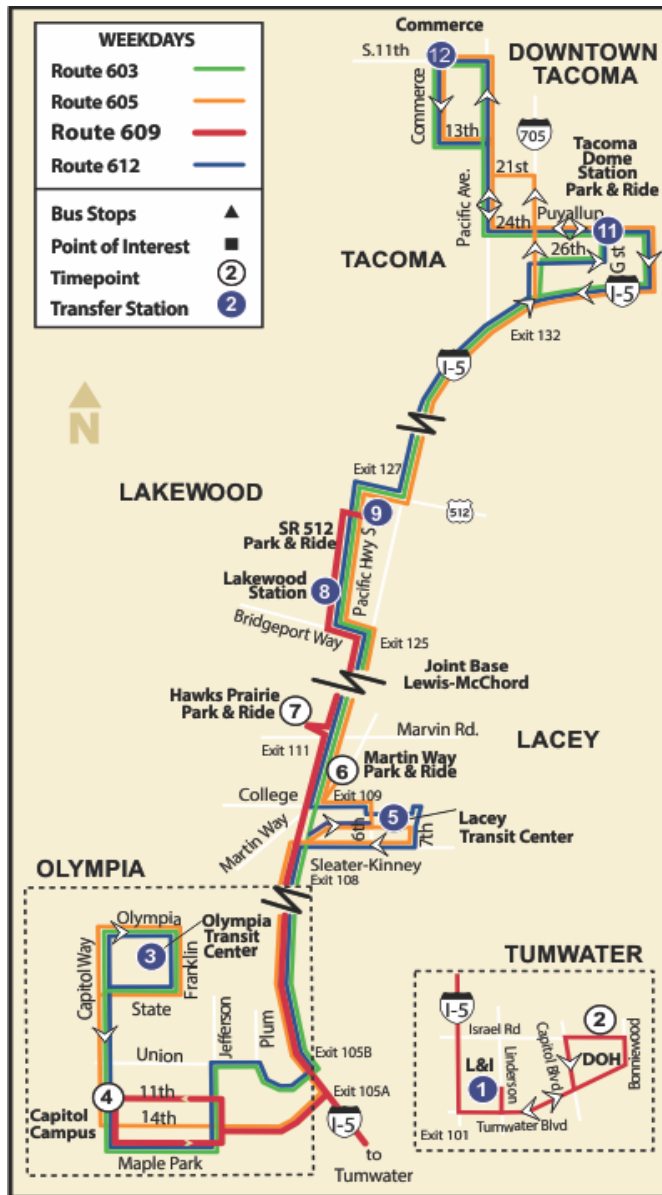 WEEKDAYS
Route 603
Route 605
Route 609
Route 612
Bus Stops
Point of Interest
Timepoint 2
Transfer Station 2
N
Commerce
S.11th
12
DOWNTOWN
TACOMA
Commerce
13th
705
Tacoma
Dome
Station
Park & Ride
21st
Pacific Ave.
Puyallup
24th
11
26th
G st
TACOMA
I-5
Exit 132
I-5
Exit 127
LAKEWOOD
512
9
SR 512
Park & Ride
Pacific Hwy S
Lakewood
Station
8
Bridgeport Way
Exit 125
Joint Base
Lewis-McChord
Hawks Prairie
Park & Ride
7
Marvin Rd.
Exit 111
LACEY
6
Martin Way
Park & Ride
College
Exit 109
5
Lacey
Transit Center
6th
7th
Martin Way
Sleater-Kinney
Exit 108
OLYMPIA
Olympia
Olympia
Transit
Center
3
Capitol Way
Franklin
State
Jefferson
Plum
Union
Exit 105B
4
11th
Exit 105A
Capitol
Campus
14th
I-5
Maple Park
to
Tumwater
TUMWATER
I-5
Israel Rd
2
Capitol Blvd
DOH
Bonniewood
L&I
1
Linderson
Exit 101
Tumwater Blvd